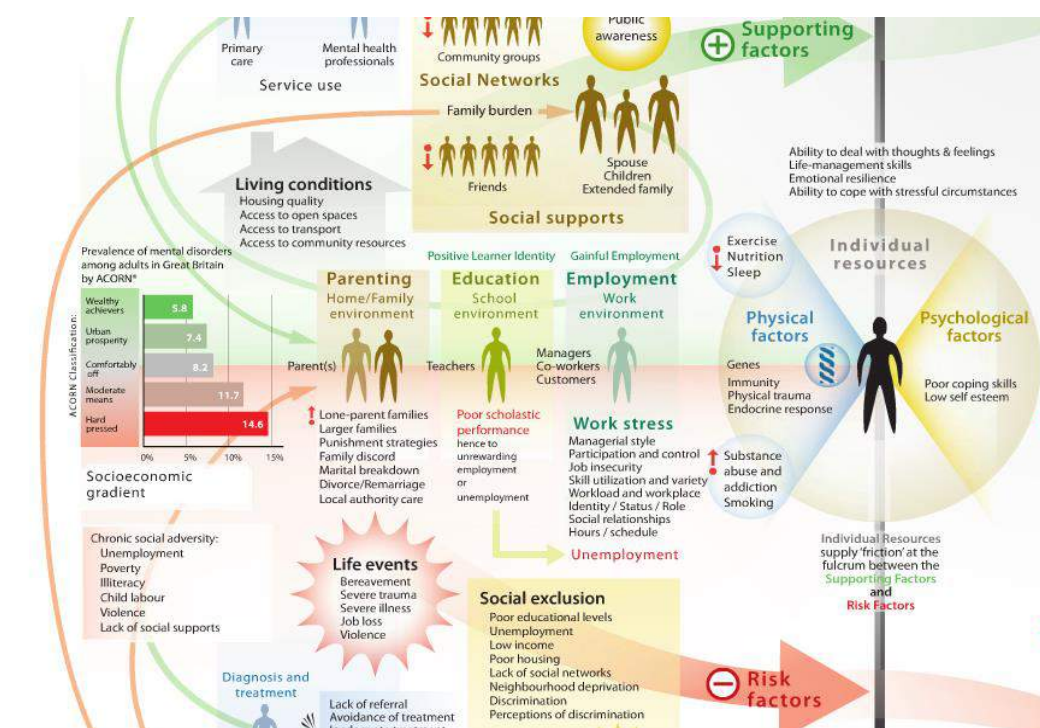 Primary
care
Mental health
professionals
Service use
Community groups
Social Networks
Public
awareness
Supporting
factors
Family burden
Friends
Spouse
Children
Extended family
Social supports
Living conditions
Housing quality
Access to open spaces
Access to transport
Access to community resources
Ability to deal with thoughts & feelings
Life-management skills
Emotional resilience
Ability to cope with stressful circumstances
Prevalence of mental disorders
among adults in Great Britain
by ACORN*
ACORN Classification:
Wealthy
achievers
5.8
Urban
prosperity
7.4
Comfortably
off
8.2
Moderate
means
11.7
Hard
pressed
14.6
0% 5% 10% 15%
Socioeconomic
gradient
Parenting
Home/Family
environment
Parent(s)
Lone-parent families
Larger families
Punishment strategies
Family discord
Marital breakdown
Divorce/Remarriage
Local authority care
Positive Learner Identity
Education
School
environment
Teachers
Poor scholastic
performance
hence to
unrewarding
employment
or
unemployment
Gainful Employment
Employment
Work
environment
Managers
Co-workers
Customers
Work stress
Managerial style
Participation and control
Job insecurity
Skill utilization and variety
Workload and workplace
Identity / Status / Role
Social relationships
Hours / schedule
Unemployment
Exercise
Nutrition
Sleep
Individual
resources
Physical
factors
Genes
Immunity
Physical trauma
Endocrine response
Psychological
factors
Poor coping skills
Low self esteem
Substance
abuse and
addiction
Smoking
Individual Resources
supply 'friction' at the
fulcrum between the
Supporting Factors
and
Risk Factors
Chronic social adversity:
Unemployment
Poverty
Illiteracy
Child labour
Violence
Lack of social supports
Life events
Bereavement
Severe trauma
Severe illness
Job loss
Violence
Social exclusion
Poor educational levels
Unemployment
Low income
Poor housing
Lack of social networks
Neighbourhood deprivation
Discrimination
Perceptions of discrimination
Risk
factors
Diagnosis and
treatment
Lack of referral
Avoidance of treatment